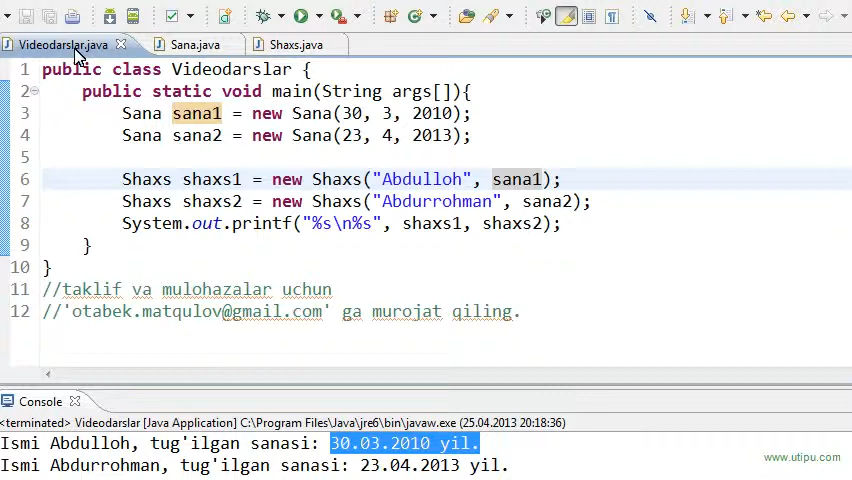 Videodarslar.java
Sana.java
Shaxs.java
1 public class Videodarslar {
2 public static void main(String args[]){
3 Sana sana1 = new Sana(30, 3, 2010);
4 Sana sana2 = new Sana(23, 4, 2013);
5
6 Shaxs shaxs1 = new Shaxs("Abdulloh", sana1);
7 Shaxs shaxs2 = new Shaxs("Abdurrohman", sana2);
8 System.out.printf("%s\n%s", shaxs1, shaxs2);
9 }
10 }
11 //taklif va mulohazalar uchun
12 //'otabek.matqulov@gmail.com' ga murojat qiling.
Console
<terminated> Videodarslar [Java Application] C:\Program Files\Java\jre6\bin\javaw.exe (25.04.2013 20:18:36)
Ismi Abdulloh, tug'ilgan sanasi: 30.03.2010 yil.
Ismi Abdurrohman, tug'ilgan sanasi: 23.04.2013 yil.
www.utipu.com